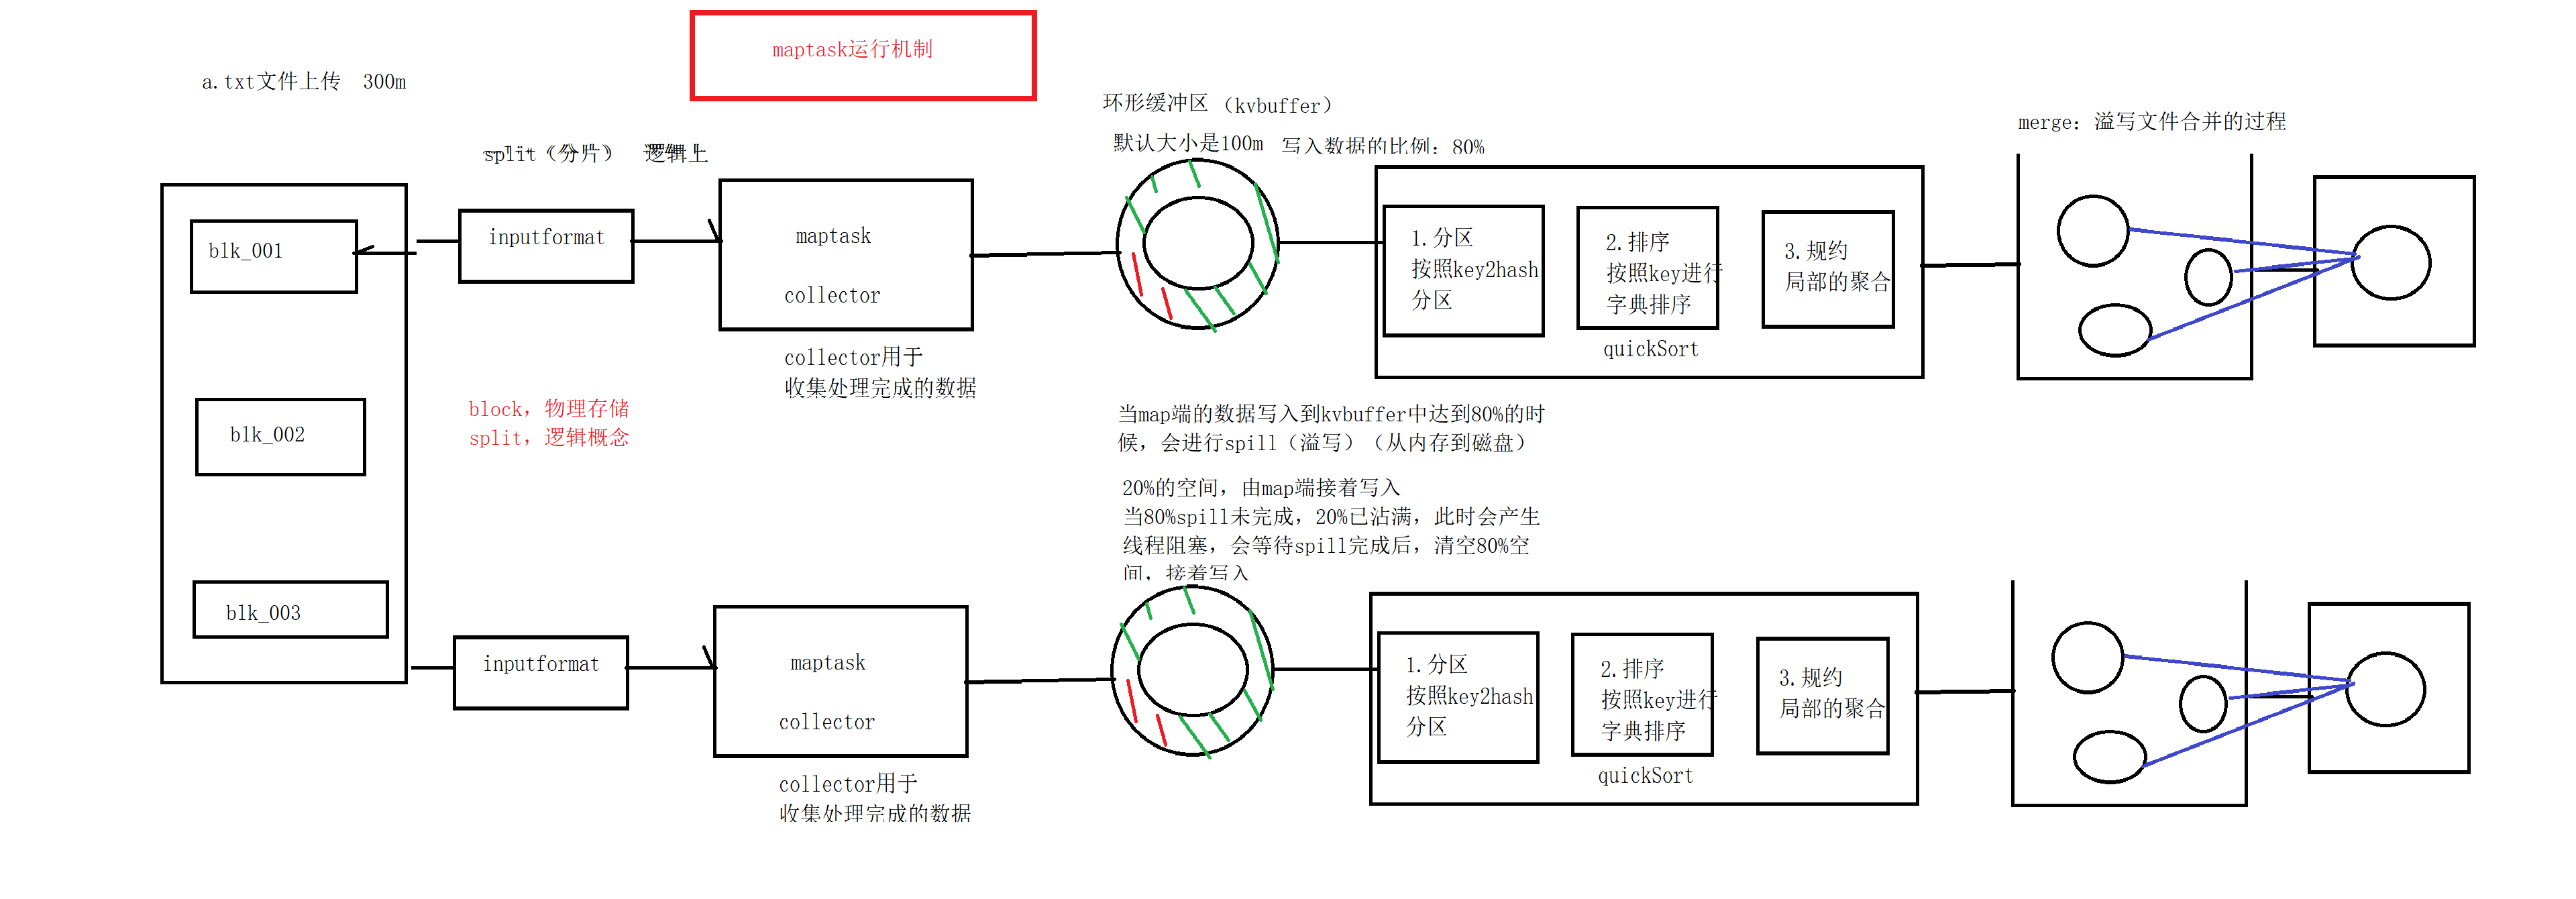 maptask运行机制
a.txt文件上传  300m
split（分片）  逻辑上
环形缓冲区（kvbuffer）
默认大小是100m  写入数据的比例：80%
merge：溢写文件合并的过程
blk_001
inputformat
maptask
collector
collector用于
收集处理完成的数据
1.分区
按照key2hash
分区
2.排序
按照key进行
字典排序
quickSort
3.规约
局部的聚合
block，物理存储
split，逻辑概念
blk_002
当map端的数据写入到kvbuffer中达到80%的时
候，会进行spill（溢写）（从内存到磁盘）
20%的空间，由map端接着写入
当80%spill未完成，20%已沾满，此时会产生
线程阻塞，会等待spill完成后，清空80%空
间，接着写入
blk_003
inputformat
maptask
collector
collector用于
收集处理完成的数据
1.分区
按照key2hash
分区
2.排序
按照key进行
字典排序
quickSort
3.规约
局部的聚合